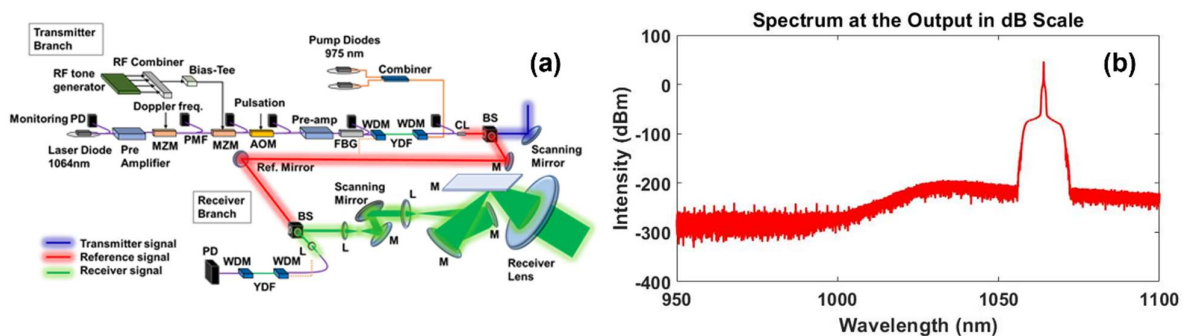 Transmitter
Branch
(a)
Pump Diodes
975 nm
RF Combiner
Bias-Tee
RF tone
generator
Combiner
Doppler freq.
Pulsation
Monitoring PD
Pre-amp
WDM
WDM
CL
BS
Laser Diode
1064nm
Pre
Amplifier
MZM
PMF
MZM
AOM
FBG
YDF
M
Scanning
Mirror
Ref. Mirror
Receiver
Branch
Scanning
Mirror
L
M
BS
L
M
M
M
Receiver
Lens
L
PD
WDM
WDM
YDF
Transmitter signal
Reference signal
Receiver signal
Spectrum at the Output in dB Scale
(b)
Intensity (dBm)
100
0
-100
-200
-300
-400
950
1000
1050
1100
Wavelength (nm)